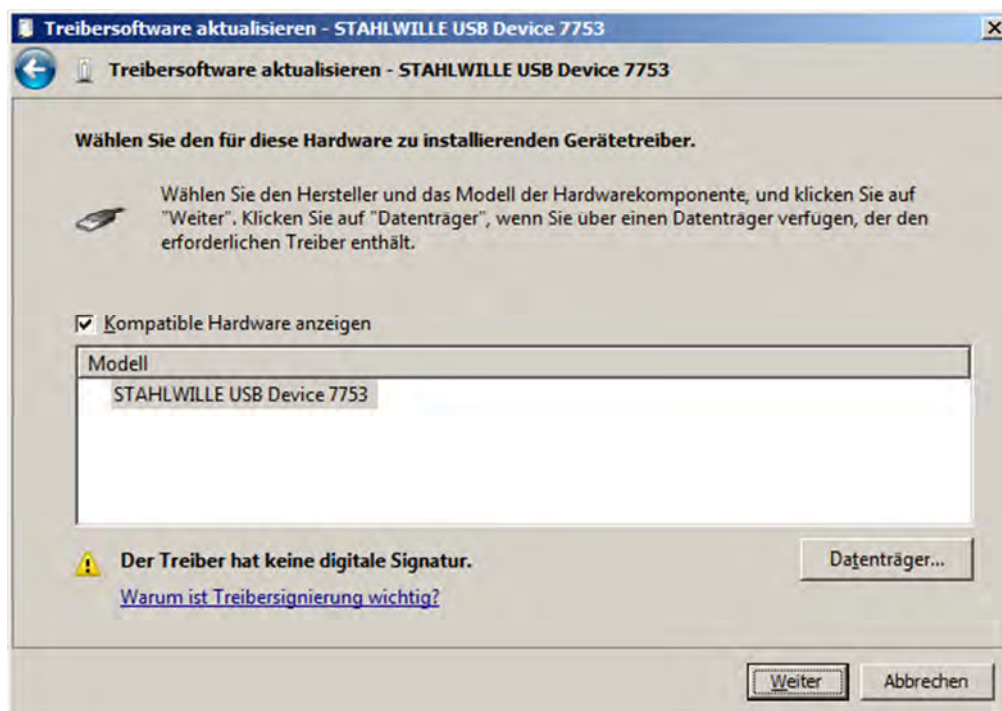 Treibersoftware aktualisieren - STAHLWILLE USB Device 7753
Treibersoftware aktualisieren - STAHLWILLE USB Device 7753
Wählen Sie den für diese Hardware zu installierenden Gerätetreiber.
Wählen Sie den Hersteller und das Modell der Hardwarekomponente, und klicken Sie auf
"Weiter". Klicken Sie auf "Datenträger", wenn Sie über einen Datenträger verfugen, der den
erforderlichen Treiber enthält.
Kompatible Hardware anzeigen
Modell
STAHLWILLE USB Device 7753
Der Treiber hat keine digitale Signatur.
Datenträger...
Warum ist Treibersignierung wichtig?
Weiter
Abbrechen